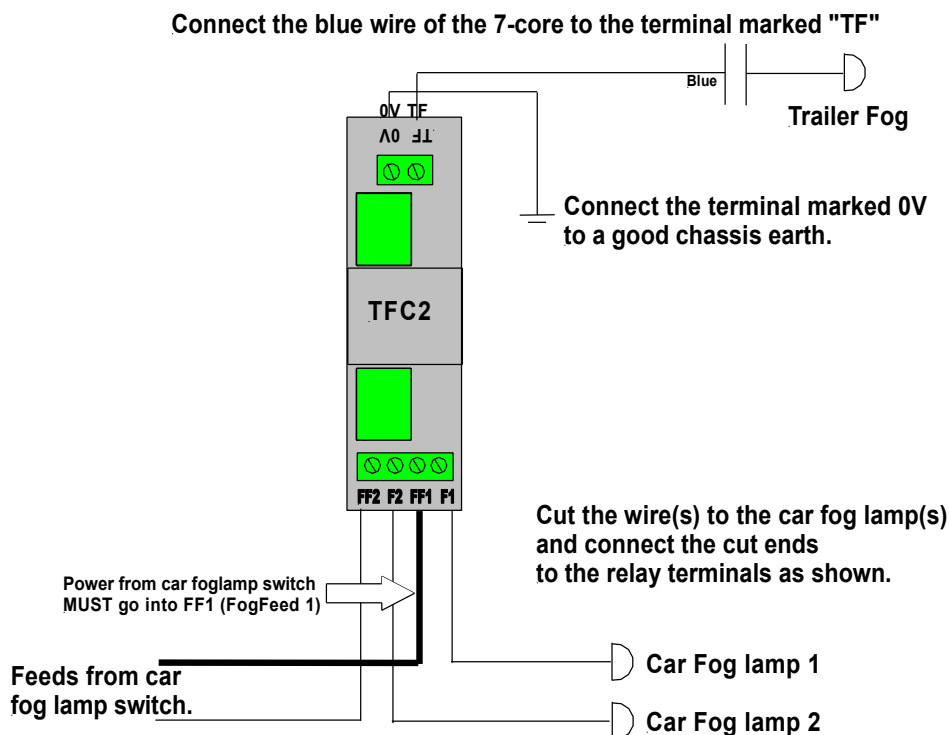 Connect the blue wire of the 7-core to the terminal marked "TF"
Blue
Trailer Fog
0V TF
0V TF
Connect the terminal marked 0V
to a good chassis earth.
TFC2
FF2 F2 FF1 F1
Cut the wire(s) to the car fog lamp(s)
and connect the cut ends
to the relay terminals as shown.
Power from car foglamp switch
MUST go into FF1 (FogFeed 1)
Feeds from car
fog lamp switch.
Car Fog lamp 1
Car Fog lamp 2